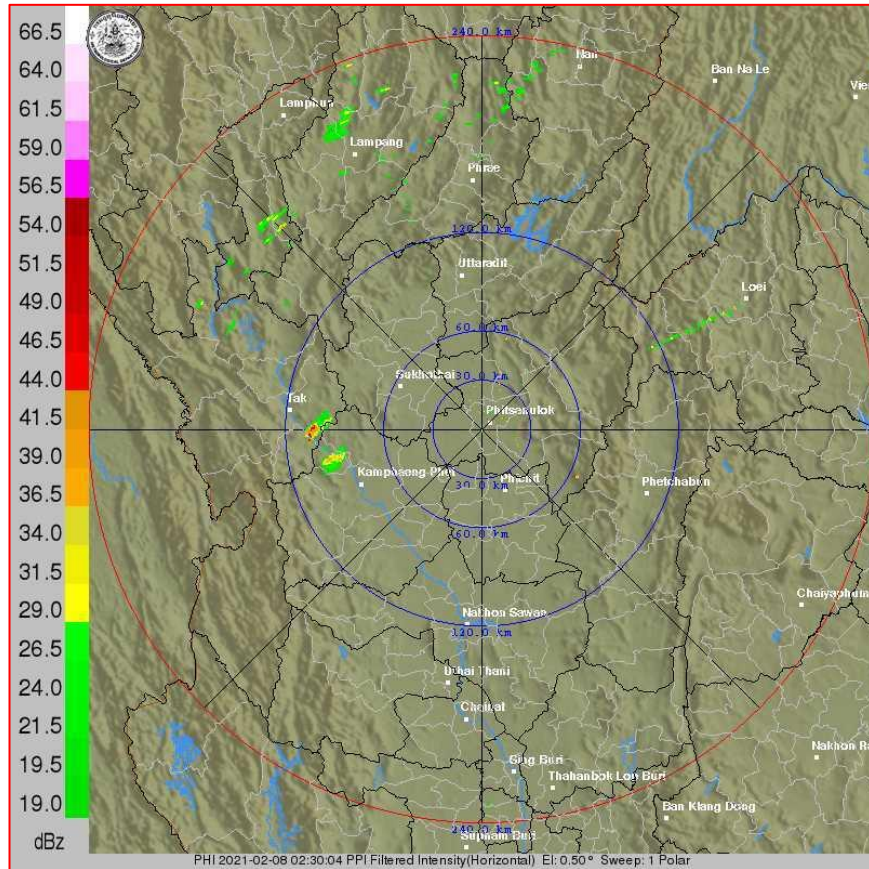 66.5
64.0
61.5
59.0
56.5
54.0
51.5
49.0
46.5
44.0
41.5
39.0
36.5
34.0
31.5
29.0
26.5
24.0
21.5
19.5
19.0
dBz
240.0 km
Nan
Ban Na Le
Lamphun
Lampang
Phrae
120.0 km
Uttaradit
Loei
60.0 km
30.0 km
Sukhothai
Tak
Phitsanulok
Kamphaeng Phet
Phichit
Phetchabun
30.0 km
60.0 km
Chaiyaphum
Nakhon Sawan
120.0 km
Uthai Thani
Chainat
Sing Buri
Nakhon Ra
Thahanbok Lop Buri
Ban Klang Dong
240.0 km
Suphan Buri
PHI 2021-02-08 02:30:04 PPI Filtered Intensity(Horizontal) El: 0.50° Sweep: 1 Polar